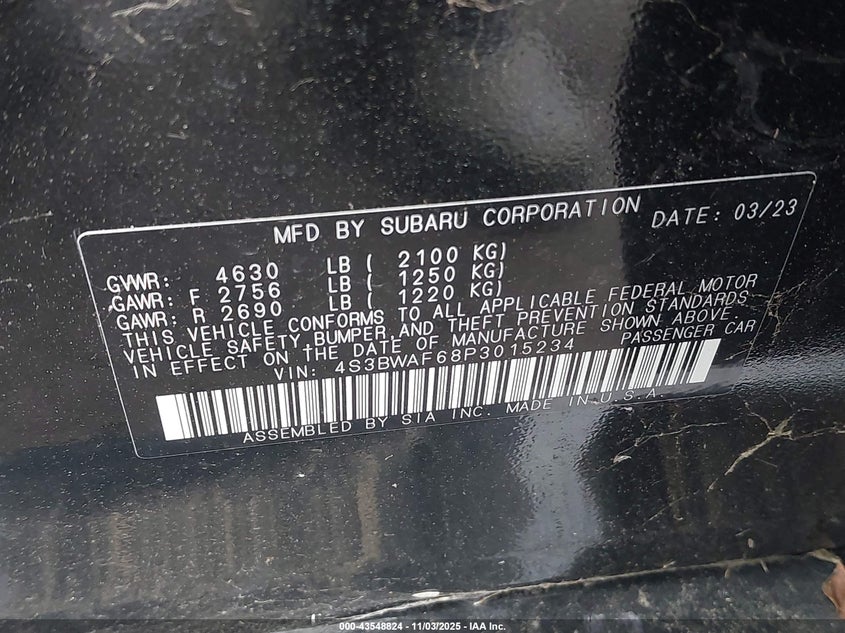 MFD BY SUBARU CORPORATION DATE: 03/23
GVWR: 4630 LB ( 2100 KG)
GAWR: F 2756 LB ( 1250 KG)
GAWR: R 2690 LB ( 1220 KG)
THIS VEHICLE CONFORMS TO ALL APPLICABLE FEDERAL MOTOR
VEHICLE SAFETY,BUMPER,AND THEFT PREVENTION STANDARDS
IN EFFECT ON THE DATE OF MANUFACTURE SHOWN ABOVE.
VIN: 4S3BWAF68P3015234 PASSENGER CAR
ASSEMBLED BY SIA INC. MADE IN U.S.A.
000-43548824 - 11/03/2025 - IAA Inc.